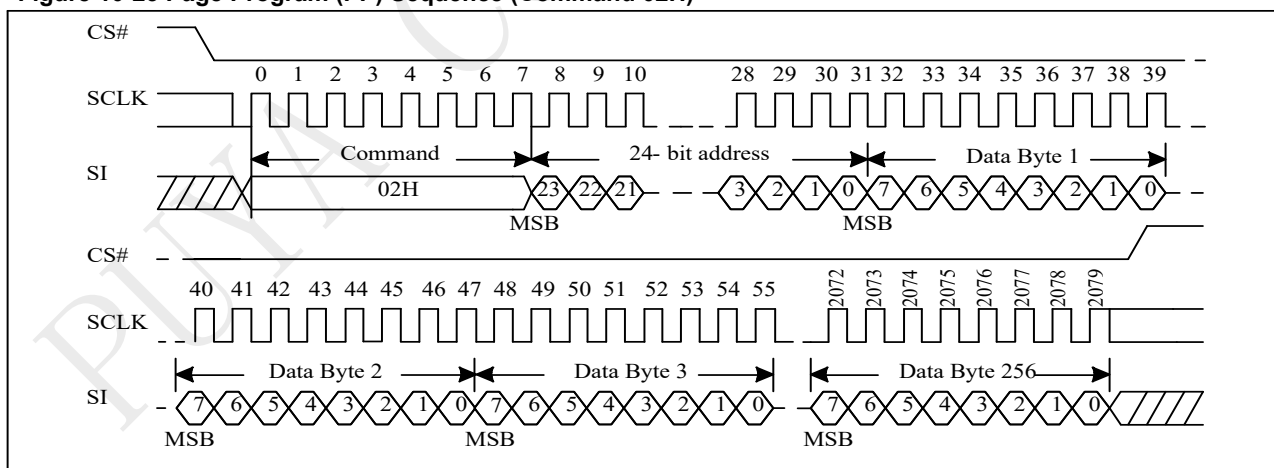 Figure 10-20 Page Program (PP) Sequence (Command 02H)
CS#
0 1 2 3 4 5 6 7 8 9 10 28 29 30 31 32 33 34 35 36 37 38 39
SCLK
Command 24- bit address Data Byte 1
SI
02H 23 22 21 3 2 1 0 7 6 5 4 3 2 1 0
MSB MSB
CS#
40 41 42 43 44 45 46 47 48 49 50 51 52 53 54 55 2072 2073 2074 2075 2076 2077 2078 2079
SCLK
Data Byte 2 Data Byte 3 Data Byte 256
SI
7 6 5 4 3 2 1 0 7 6 5 4 3 2 1 0 7 6 5 4 3 2 1 0
MSB MSB MSB
PUYA C